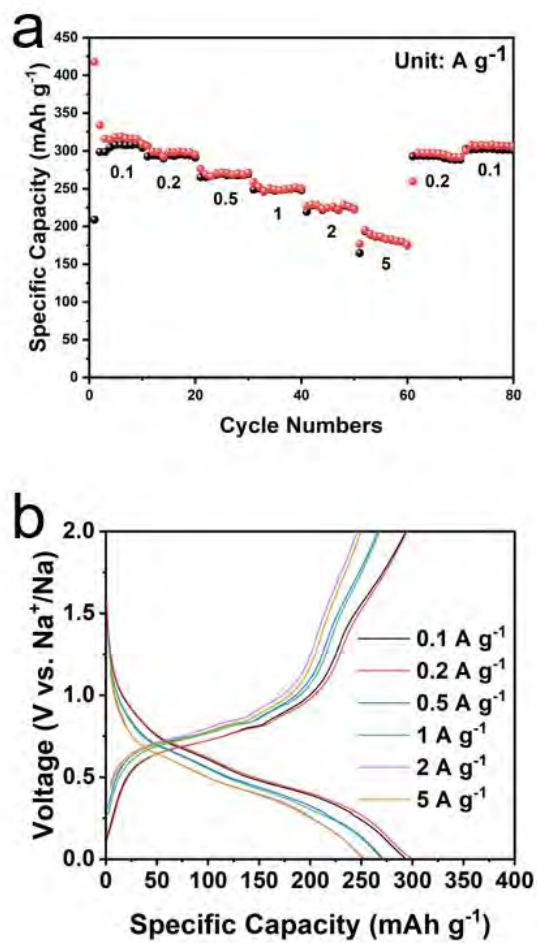 a
Unit: A g⁻¹
450
400
350
300
250
200
150
100
50
0
0.1
0.2
0.5
1
2
5
0.2
0.1
0
20
40
60
80
Specific Capacity (mAh g⁻¹)
Cycle Numbers
b
2.0
1.5
1.0
0.5
0.0
Voltage (V vs. Na⁺/Na)
0.1 A g⁻¹
0.2 A g⁻¹
0.5 A g⁻¹
1 A g⁻¹
2 A g⁻¹
5 A g⁻¹
0
50
100
150
200
250
300
350
400
Specific Capacity (mAh g⁻¹)